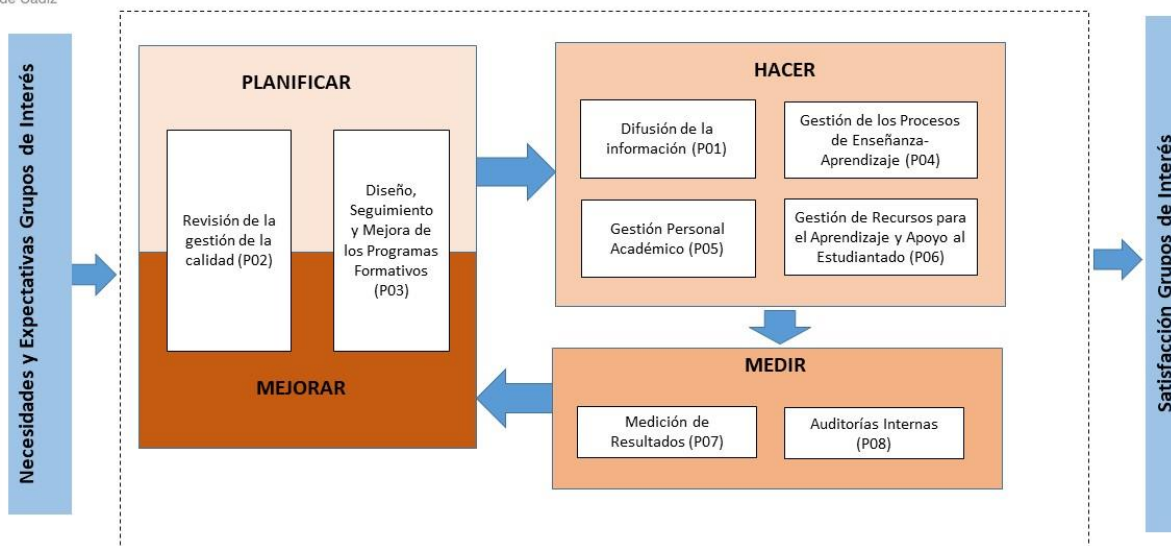 de Cádiz
Necesidades y Expectativas Grupos de Interés
PLANIFICAR
Revisión de la
gestión de la
calidad (P02)
Diseño,
Seguimiento
y Mejora de
los Programas
Formativos
(P03)
MEJORAR
HACER
Difusión de la
información (P01)
Gestión de los Procesos
de Enseñanza-
Aprendizaje (P04)
Gestión Personal
Académico (P05)
Gestión de Recursos para
el Aprendizaje y Apoyo al
Estudiantado (P06)
MEDIR
Medición de
Resultados (P07)
Auditorías Internas
(P08)
Satisfacción Grupos de Interés